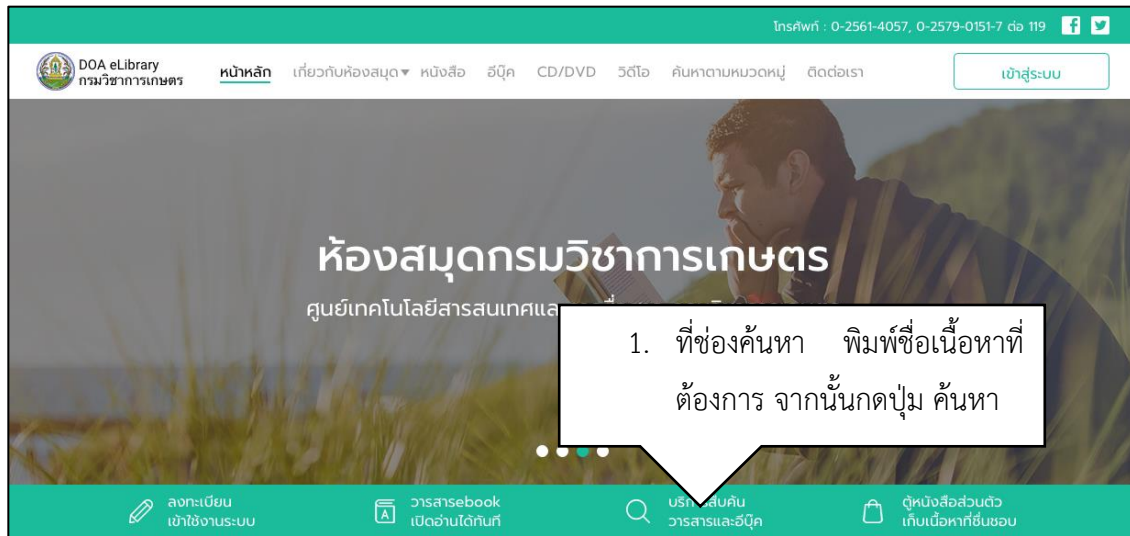 โทรศัพท์ : 0-2561-4057, 0-2579-0151-7 ต่อ 119
DOA eLibrary
กรมวิชาการเกษตร
หน้าหลัก เกี่ยวกับห้องสมุด หนังสือ อีบุ๊ค CD/DVD วิดีโอ ค้นหาตามหมวดหมู่ ติดต่อเรา เข้าสู่ระบบ
ห้องสมุดกรมวิชาการเกษตร
ศูนย์เทคโนโลยีสารสนเทศและ
1. ที่ช่องค้นหา พิมพ์ชื่อเนื้อหาที่
ต้องการ จากนั้นกดปุ่ม ค้นหา
ลงทะเบียน
เข้าใช้งานระบบ
วารสารebook
เปิดอ่านได้ทันที
บริการสืบค้น
วารสารและอีบุ๊ค
ตู้หนังสือส่วนตัว
เก็บเนื้อหาที่ชื่นชอบ